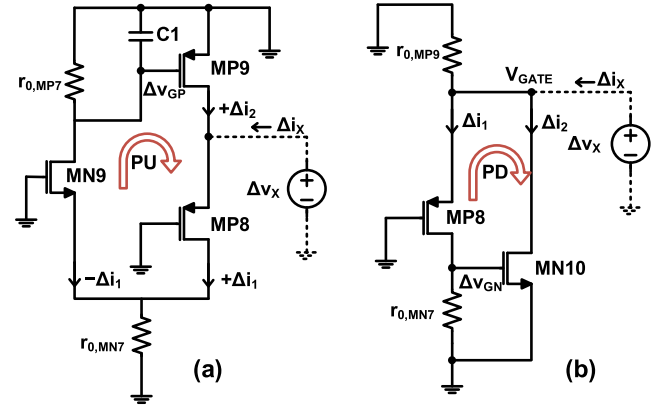 C1
MP9
r0,MP7
ΔvGP
+Δi2
ΔiX
PU
MN9
ΔvX
MP8
−Δi1
+Δi1
r0,MN7
(a)
r0,MP9
VGATE
ΔiX
Δi1
Δi2
ΔvX
PD
MP8
MN10
ΔvGN
r0,MN7
(b)